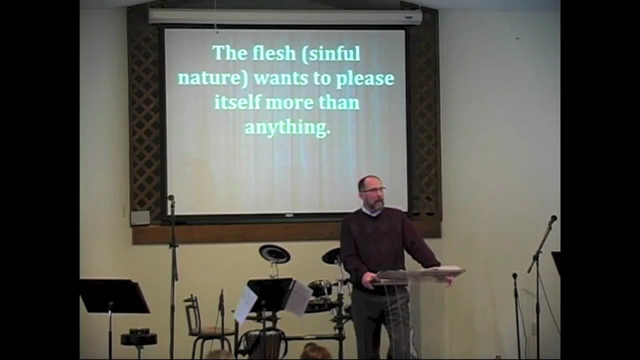 The flesh (sinful
nature) wants to please
itself more than
anything.